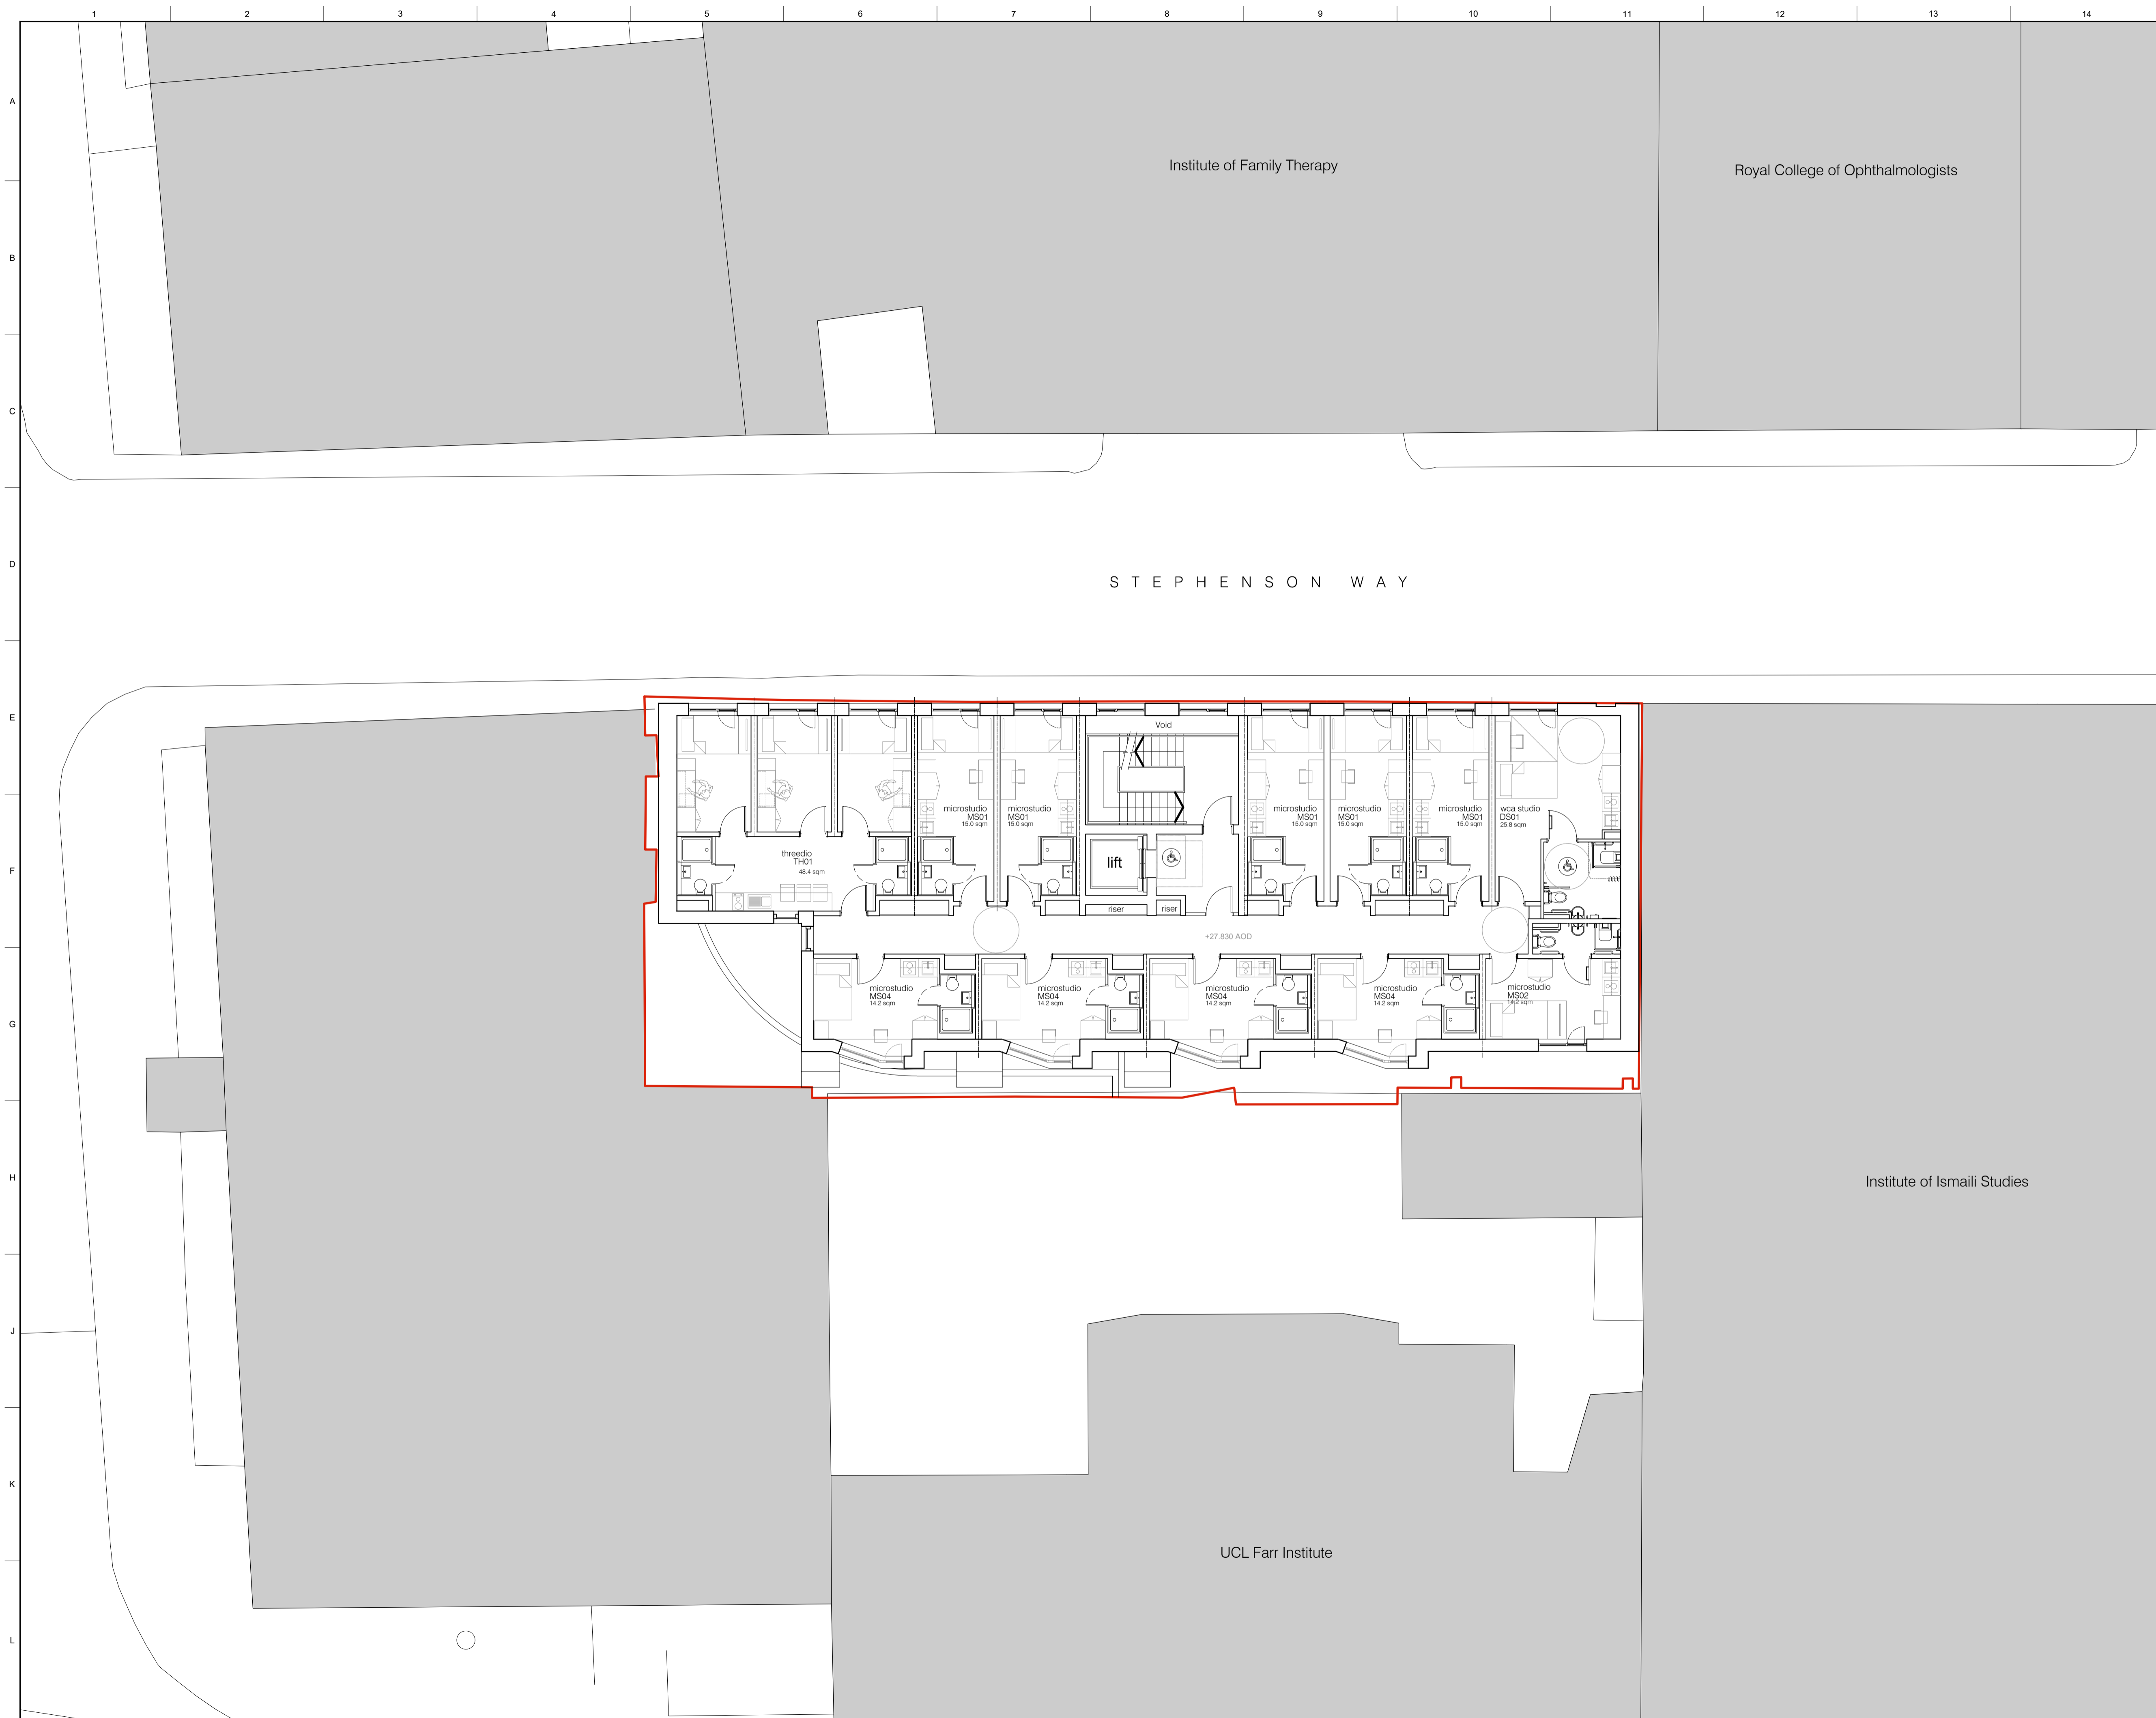 1 2 3 4 5 6 7 8 9 10 11 12 13 14
A
Institute of Family Therapy
Royal College of Ophthalmologists
B
C
D
STEPHENSON WAY
E
Void
microstudio
MS01
15.0 sqm
microstudio
MS01
15.0 sqm
microstudio
MS01
15.0 sqm
microstudio
MS01
15.0 sqm
microstudio
MS01
15.0 sqm
wca studio
DS01
25.8 sqm
threedio
TH01
48.4 sqm
lift
F
riser
riser
+27.830 AOD
microstudio
MS04
14.2 sqm
microstudio
MS04
14.2 sqm
microstudio
MS04
14.2 sqm
microstudio
MS04
14.2 sqm
microstudio
MS02
14.2 sqm
G
H
Institute of Ismaili Studies
J
K
UCL Farr Institute
L